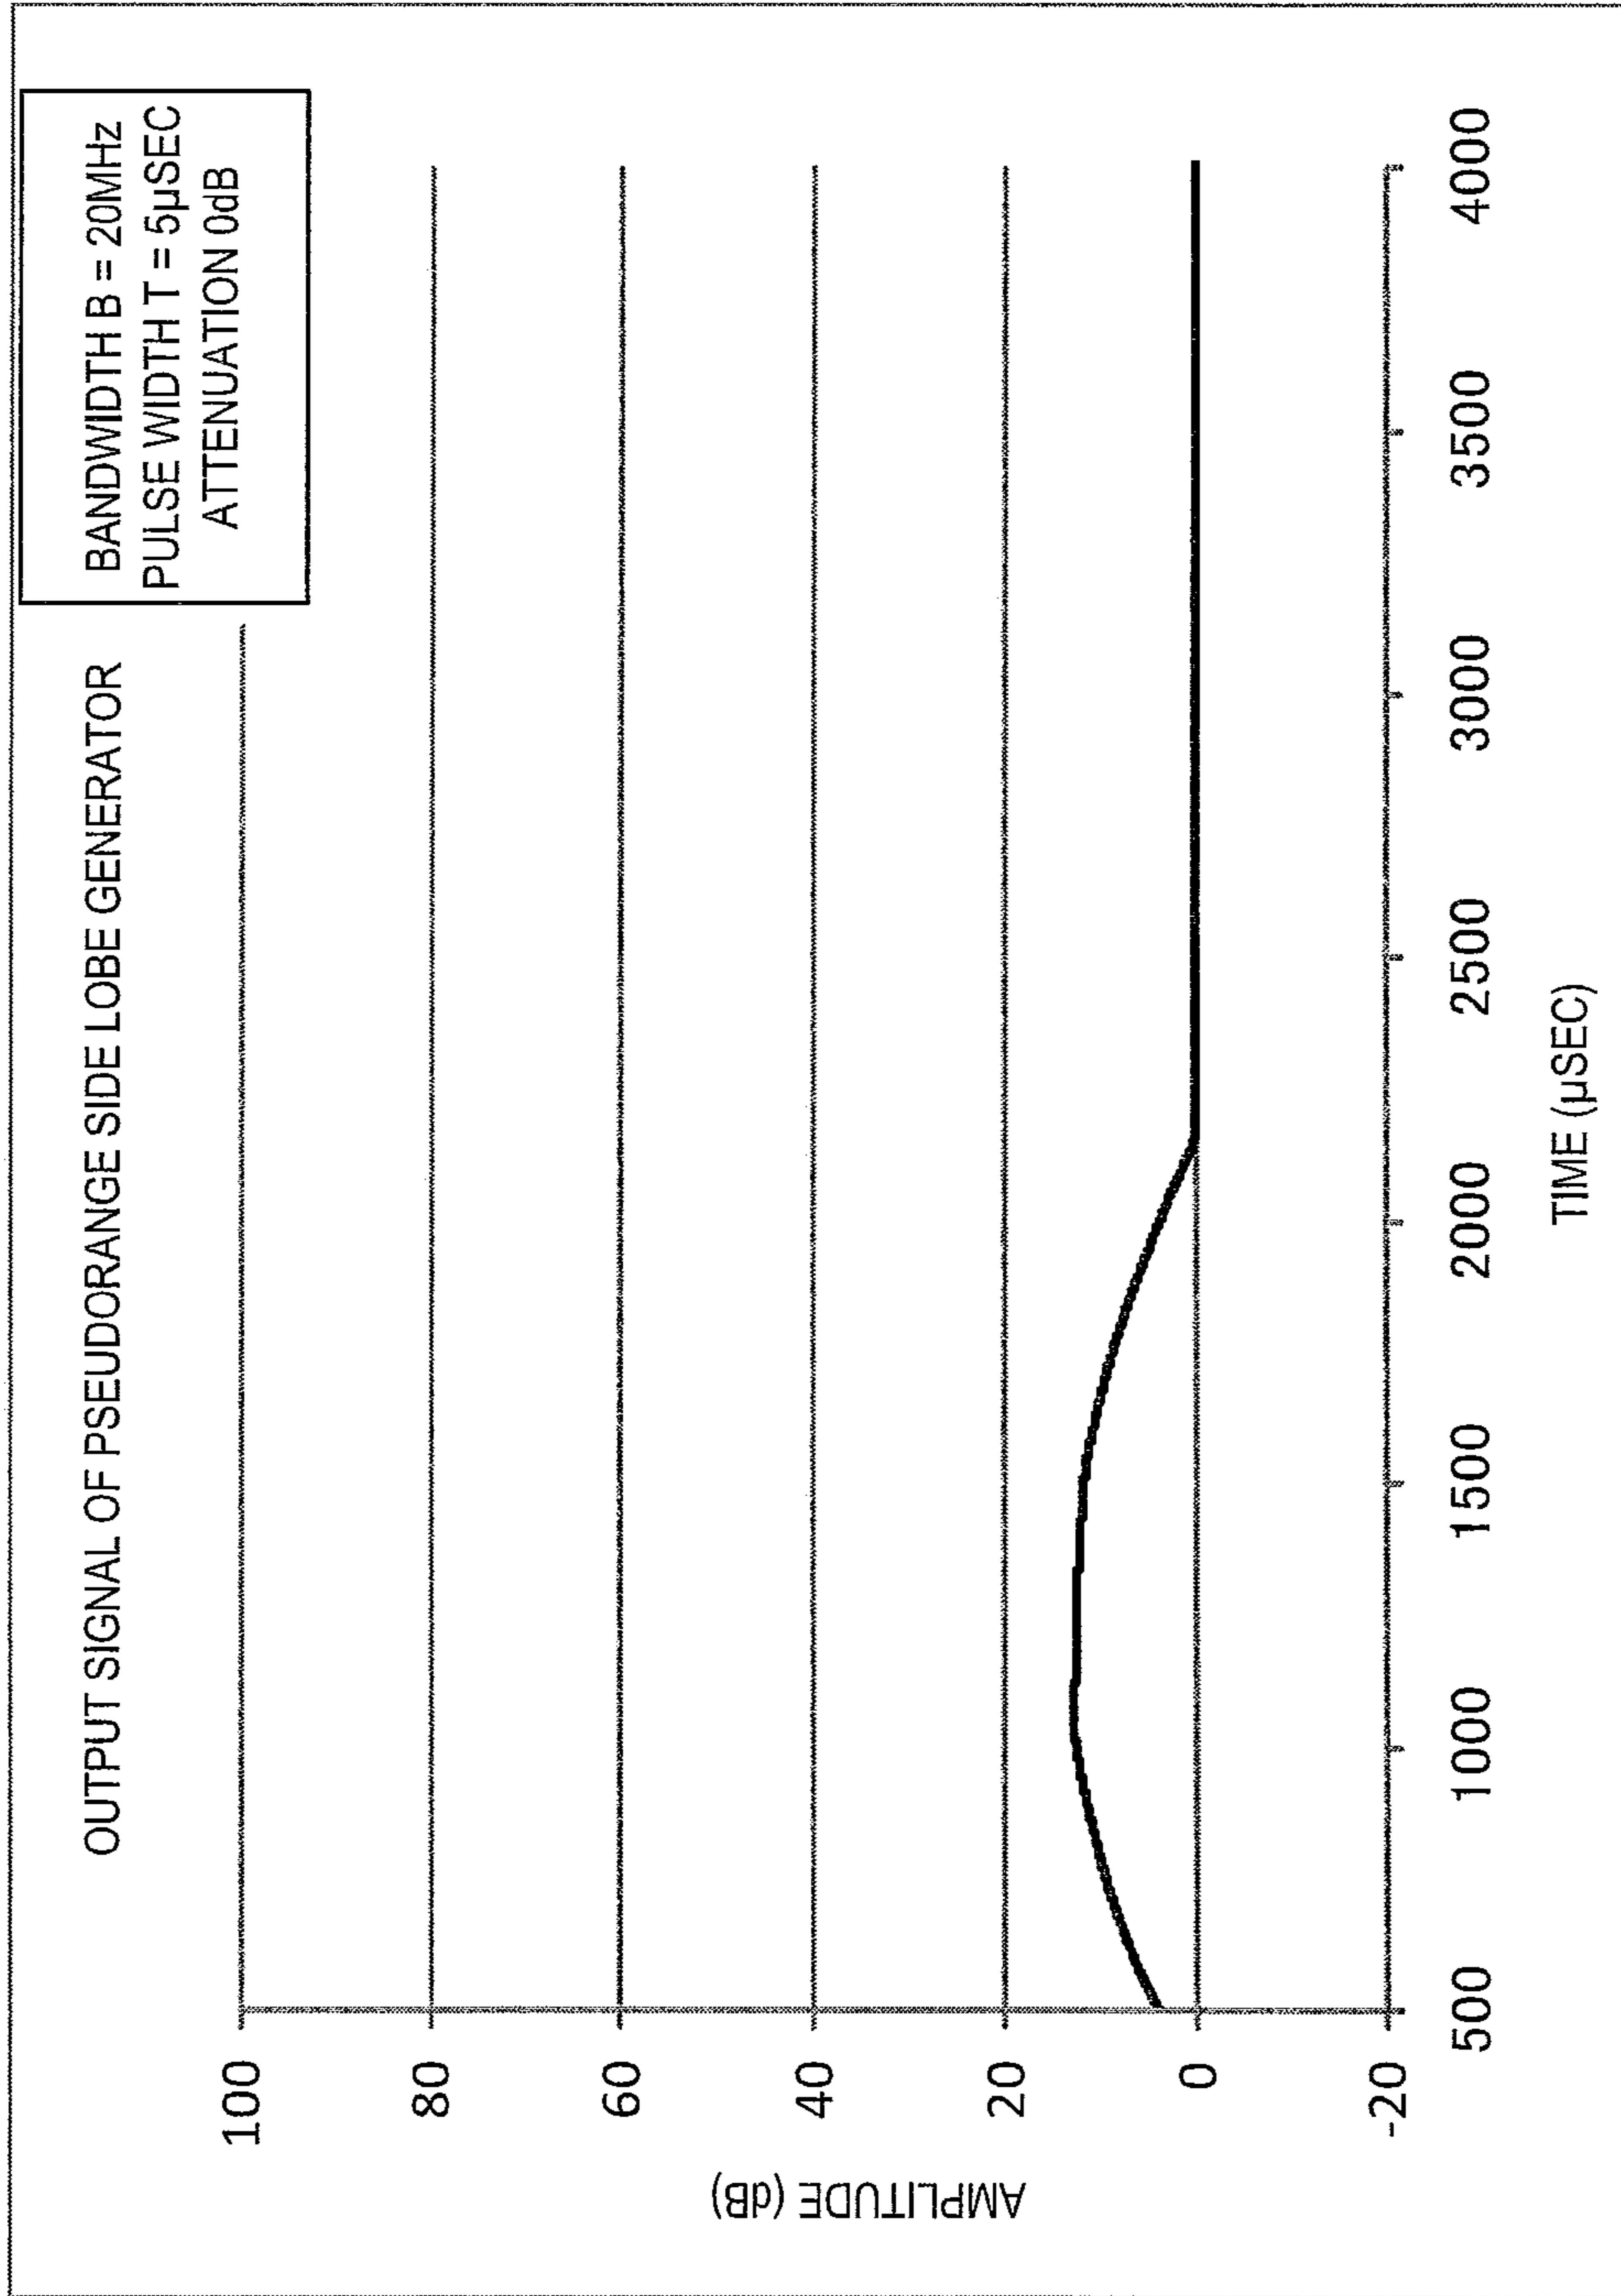 OUTPUT SIGNAL OF PSEUDORANGE SIDE LOBE GENERATOR
BANDWIDTH B = 20MHz
PULSE WIDTH T = 5µSEC
ATTENUATION 0dB
AMPLITUDE (dB)
100
80
60
40
20
0
-20
500 1000 1500 2000 2500 3000 3500 4000
TIME (µSEC)